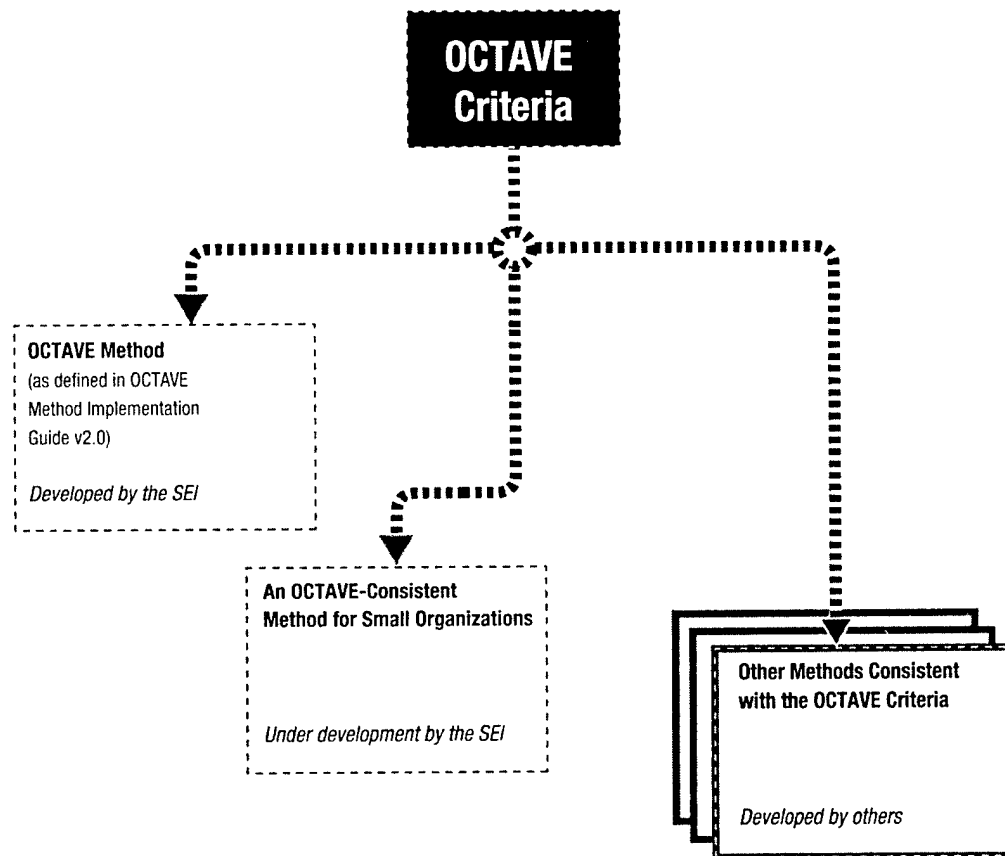 OCTAVE
Criteria
OCTAVE Method
(as defined in OCTAVE
Method Implementation
Guide v2.0)
Developed by the SEI
An OCTAVE-Consistent
Method for Small Organizations
Under development by the SEI
Other Methods Consistent
with the OCTAVE Criteria
Developed by others